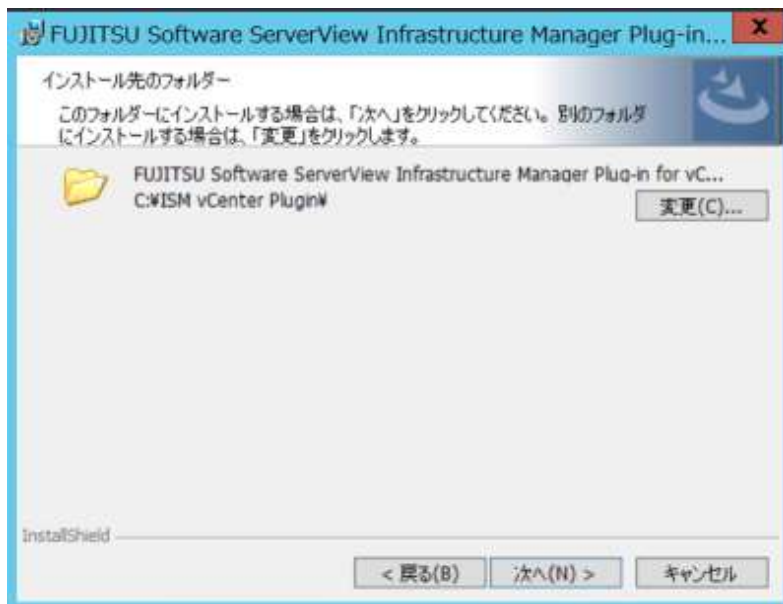 FUJITSU Software ServerView Infrastructure Manager Plug-in...
X
インストール先のフォルダー
このフォルダーにインストールする場合は、「次へ」をクリックしてください。別のフォルダ
にインストールする場合は、「変更」をクリックします。
FUJITSU Software ServerView Infrastructure Manager Plug-in for vC...
C:¥ISM vCenter Plugin¥
変更(C)...
InstallShield
< 戻る(B)
次へ(N) >
キャンセル